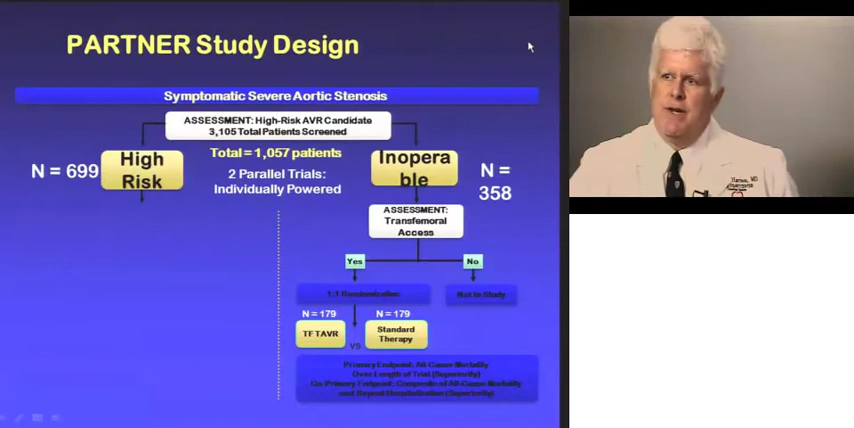 PARTNER Study Design
Symptomatic Severe Aortic Stenosis
ASSESSMENT: High-Risk AVR Candidate
3,105 Total Patients Screened
N = 699
High
Risk
Total = 1,057 patients
2 Parallel Trials:
Individually Powered
Inopera
ble
N =
358
ASSESSMENT:
Transfemoral
Access
Yes
No
1:1 Randomization
Not In Study
N = 179
N = 179
TF TAVR
VS
Standard
Therapy
Primary Endpoint: All-Cause Mortality
Over Length of Trial (Superiority)
Co-Primary Endpoint: Composite of All-Cause Mortality
and Repeat Hospitalization (Superiority)
MD